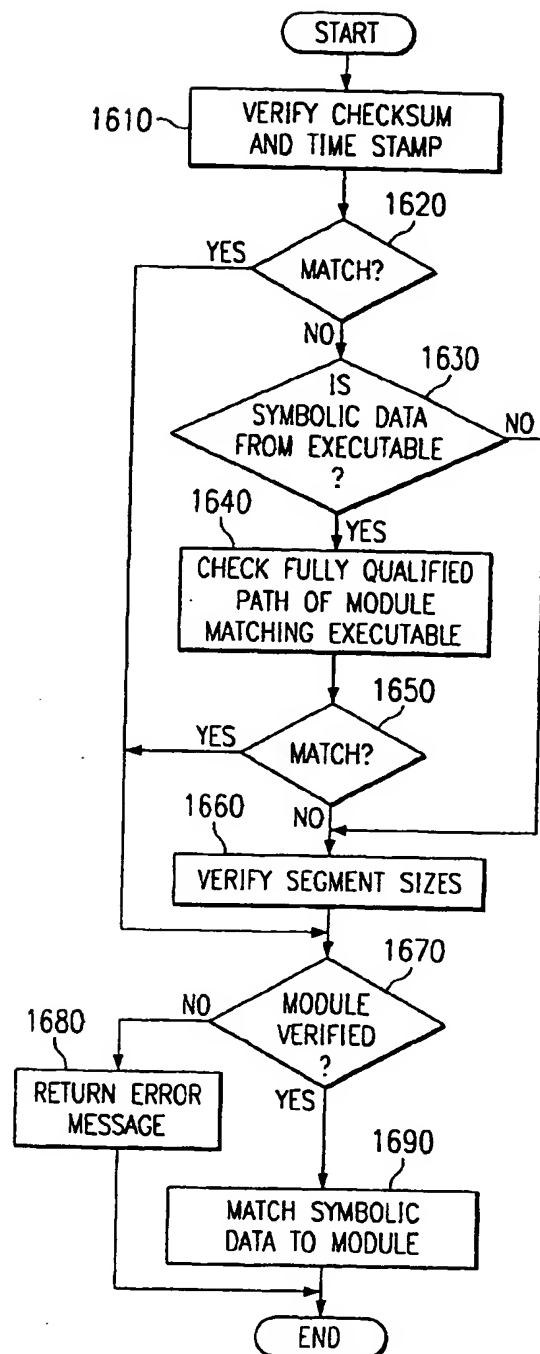 START
1610
VERIFY CHECKSUM
AND TIME STAMP
1620
YES
MATCH?
NO
1630
IS
SYMBOLIC DATA
FROM EXECUTABLE
?
NO
1640
YES
CHECK FULLY QUALIFIED
PATH OF MODULE
MATCHING EXECUTABLE
1650
YES
MATCH?
NO
1660
VERIFY SEGMENT SIZES
1670
NO
MODULE
VERIFIED
?
1680
YES
RETURN ERROR
MESSAGE
1690
MATCH SYMBOLIC
DATA TO MODULE
END